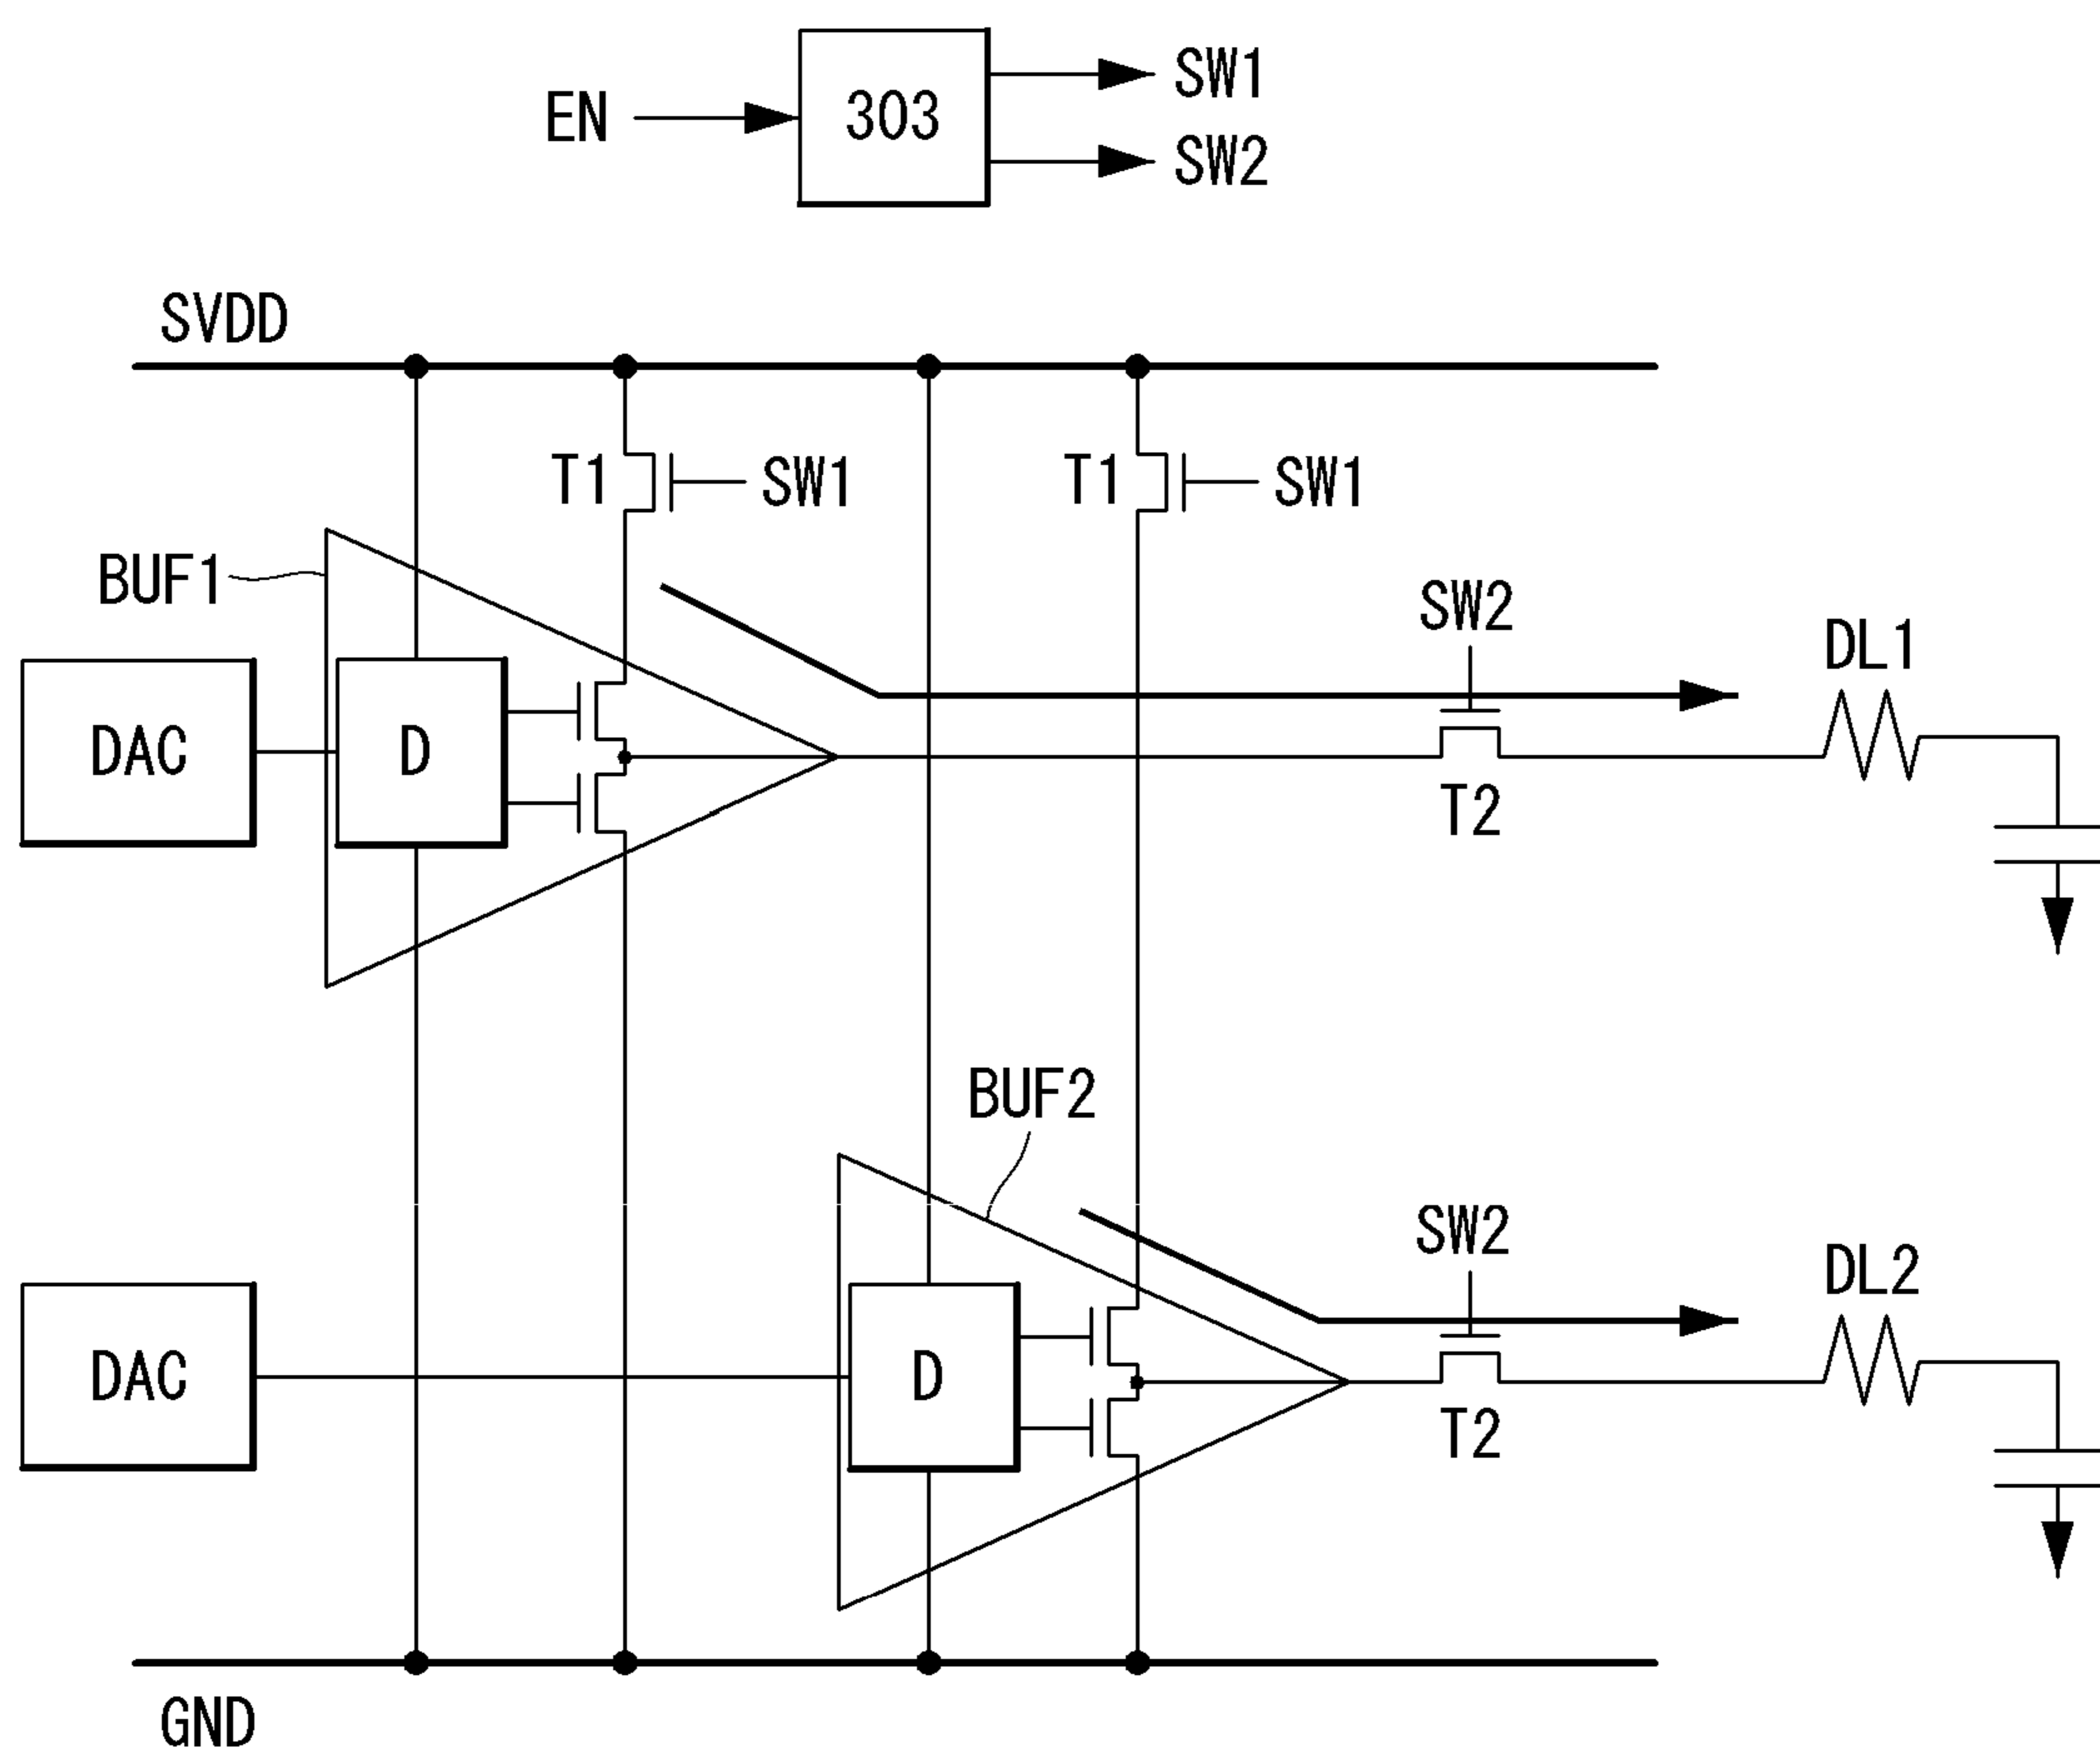 EN
303
SW1
SW2
SVDD
T1
SW1
T1
SW1
BUF1
SW2
DL1
DAC
D
T2
BUF2
SW2
DL2
DAC
D
T2
GND